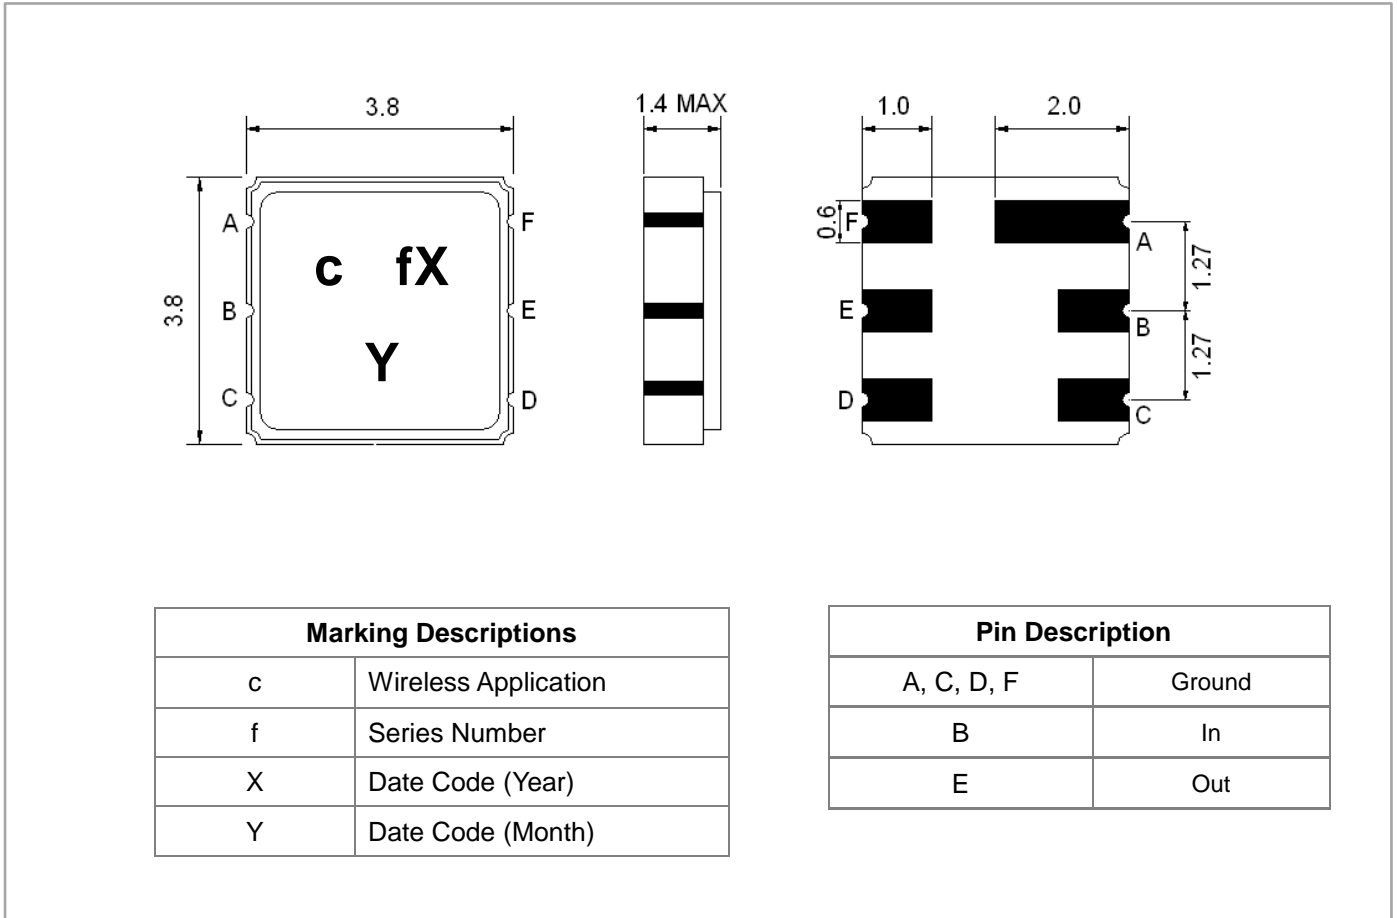 3.8
1.4 MAX
1.0
2.0
A
F
c fX
3.8
B
E
Y
C
D
0.6
F
A
1.27
E
B
1.27
D
C
Marking Descriptions
c Wireless Application
f Series Number
X Date Code (Year)
Y Date Code (Month)
Pin Description
A, C, D, F Ground
B In
E Out